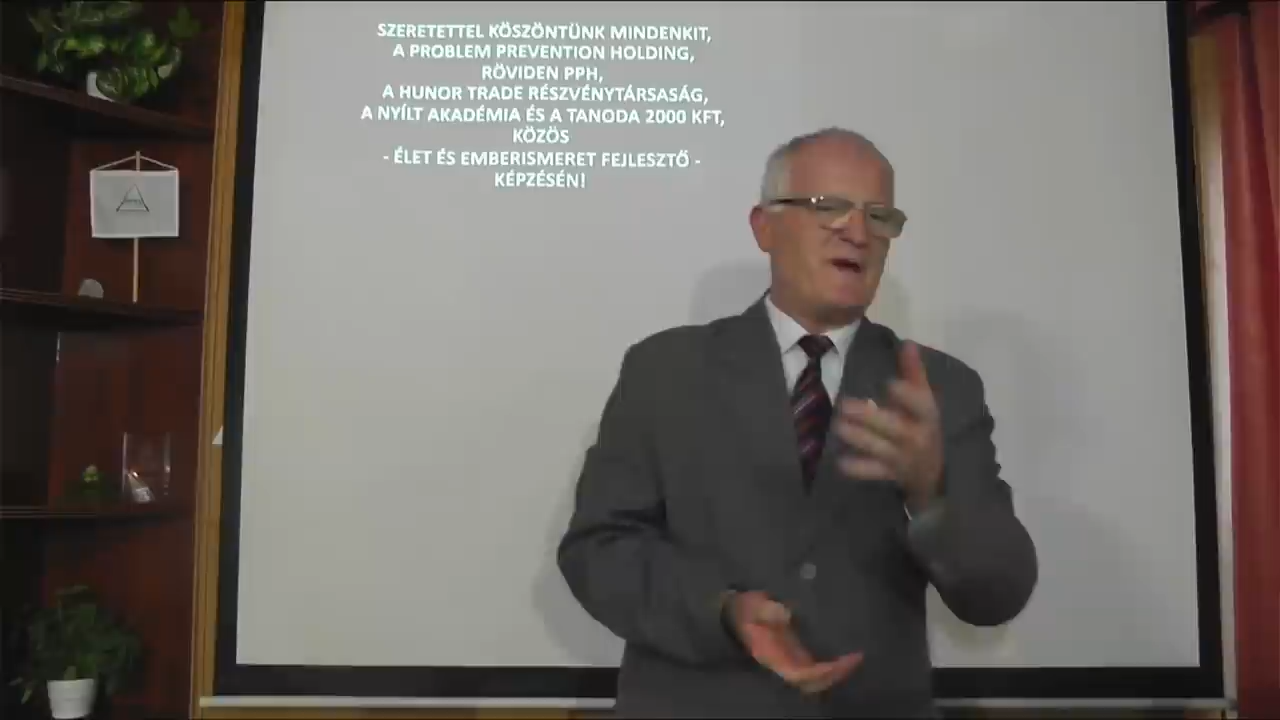 SZERETETTEL KÖSZÖNTÜNK MINDENKIT,
A PROBLEM PREVENTION HOLDING,
RÖVIDEN PPH,
A HUNOR TRADE RÉSZVÉNYTÁRSASÁG,
A NYÍLT AKADÉMIA ÉS A TANODA 2000 KFT,
KÖZÖS
- ÉLET ÉS EMBERISMERET FEJLESZTŐ -
KÉPZÉSÉN!